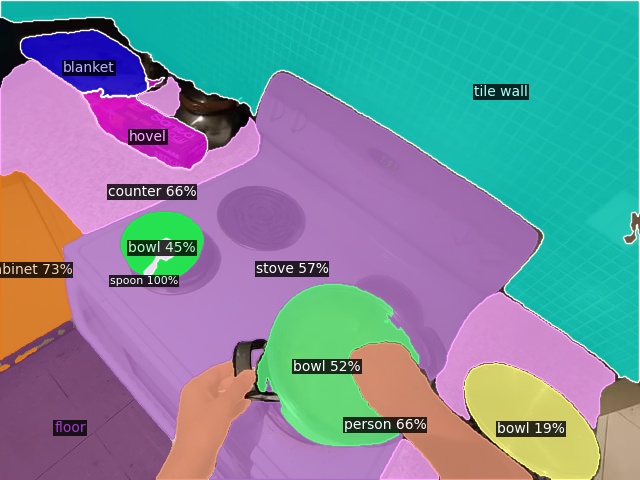 blanket
tile wall
hovel
counter 66%
bowl 45%
abinet 73%
stove 57%
spoon 100%
bowl 52%
person 66%
floor
bowl 19%